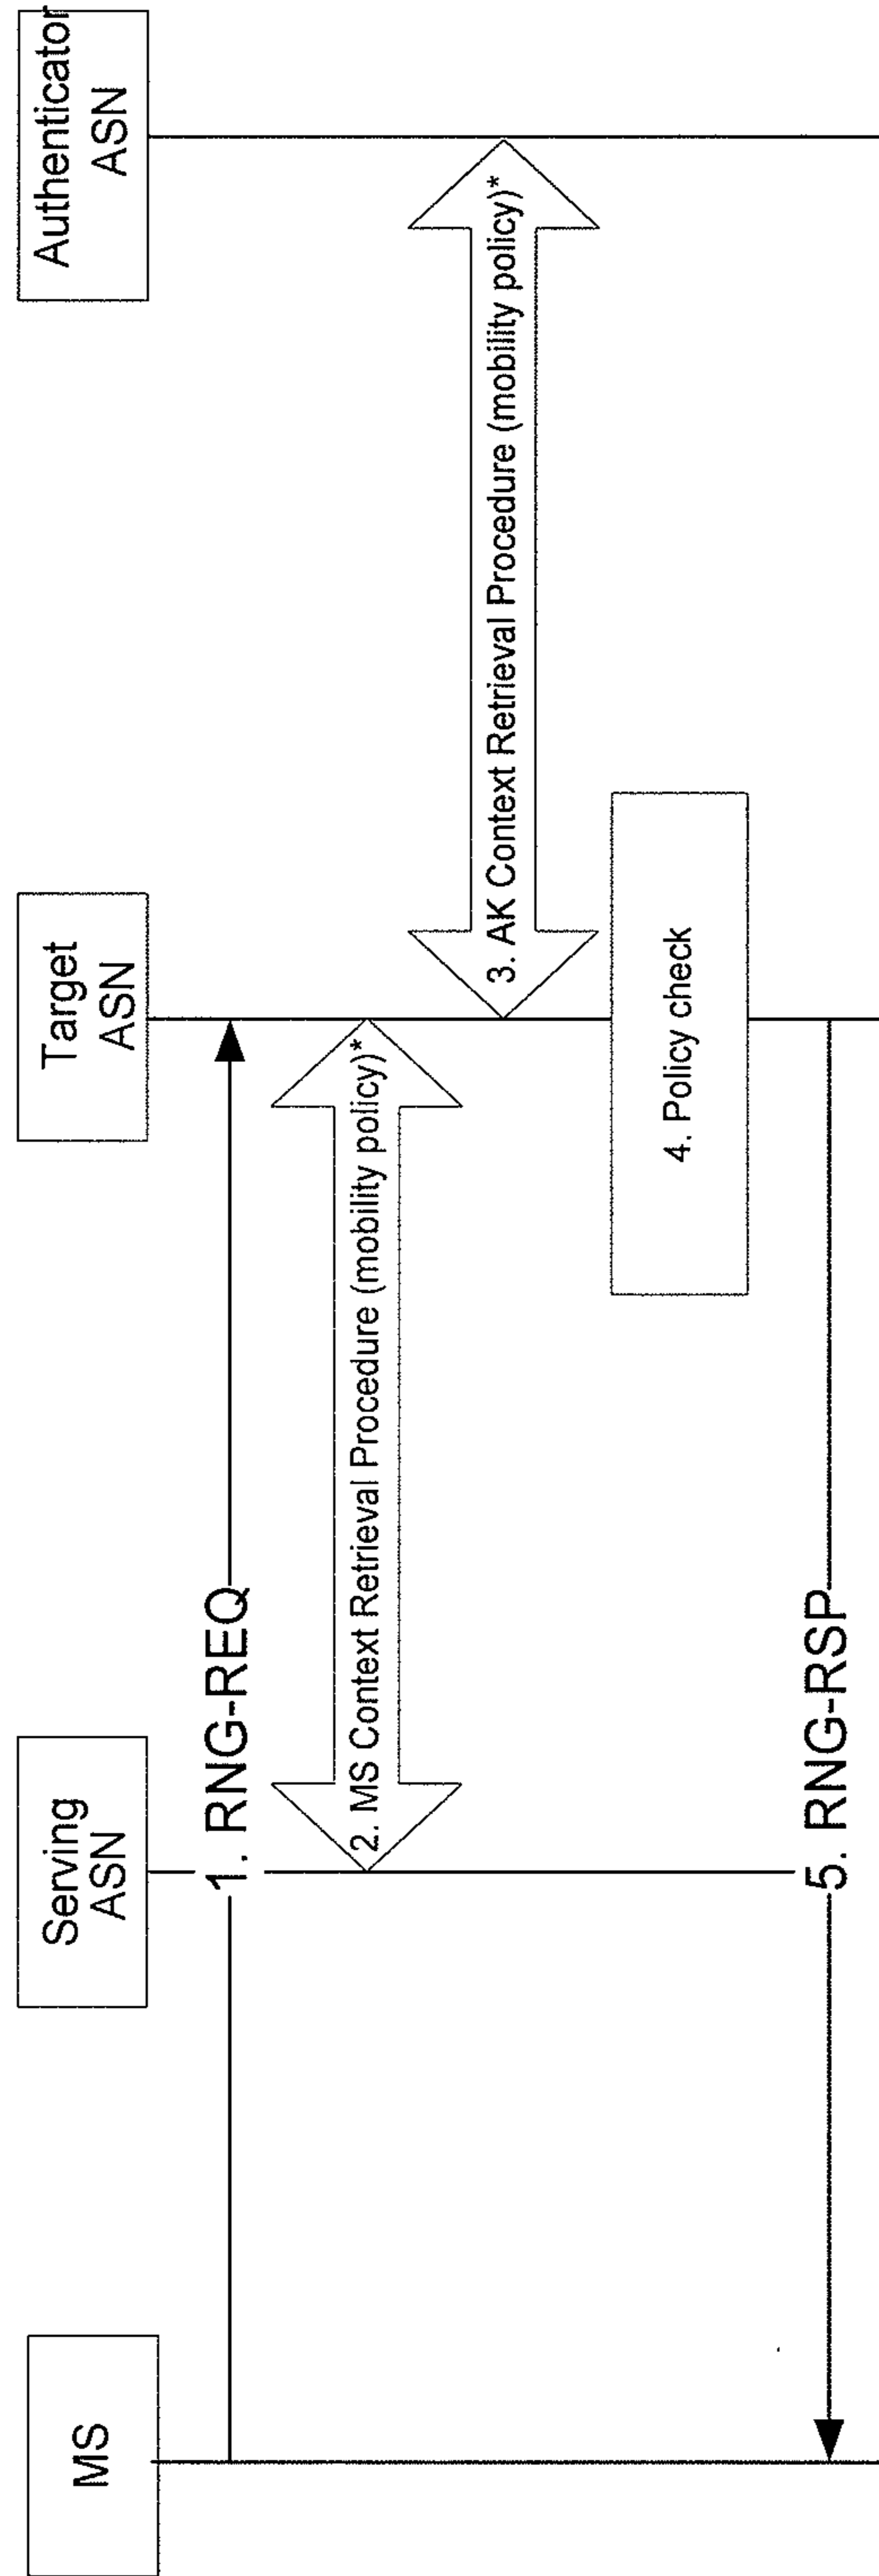 MS
Serving
ASN
Target
ASN
Authenticator
ASN
1. RNG-REQ
2. MS Context Retrieval Procedure (mobility policy)*
3. AK Context Retrieval Procedure (mobility policy)*
4. Policy check
5. RNG-RSP